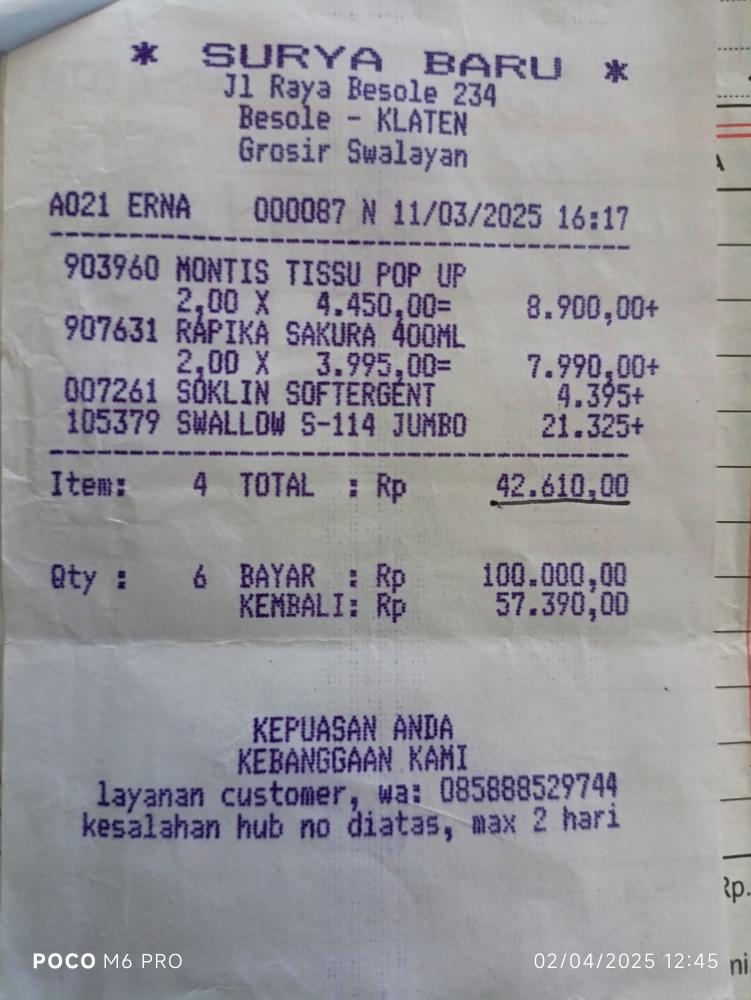 * SURYA BARU *
Jl Raya Besole 234
Besole - KLATEN
Grosir Swalayan
A021 ERNA 000087 N 11/03/2025 16:17
903960 MONTIS TISSU POP UP
2,00 X 4.450,00= 8.900,00+
907631 RAPIKA SAKURA 400ML
2,00 X 3.995,00= 7.990,00+
007261 SOKLIN SOFTERGENT 4.395+
105379 SWALLOW S-114 JUMBO 21.325+
Item: 4 TOTAL : Rp 42.610,00
Qty : 6 BAYAR : Rp 100.000,00
KEMBALI: Rp 57.390,00
KEPUASAN ANDA
KEBANGGAAN KAMI
layanan customer, wa: 085888529744
kesalahan hub no diatas, max 2 hari
Rp.
POCO M6 PRO 02/04/2025 12:45